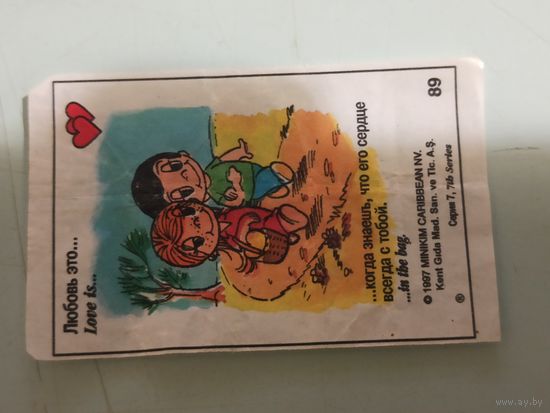 Любовь это...
Love is...
...когда знаешь, что его сердце
всегда с тобой.
...in the bag.
© 1997 MINIKIM CARIBBEAN NV.
Kent Gıda Mad. San. ve Tic. A.Ş.
Серия 7, 7th Series
89
®
www.ay.by